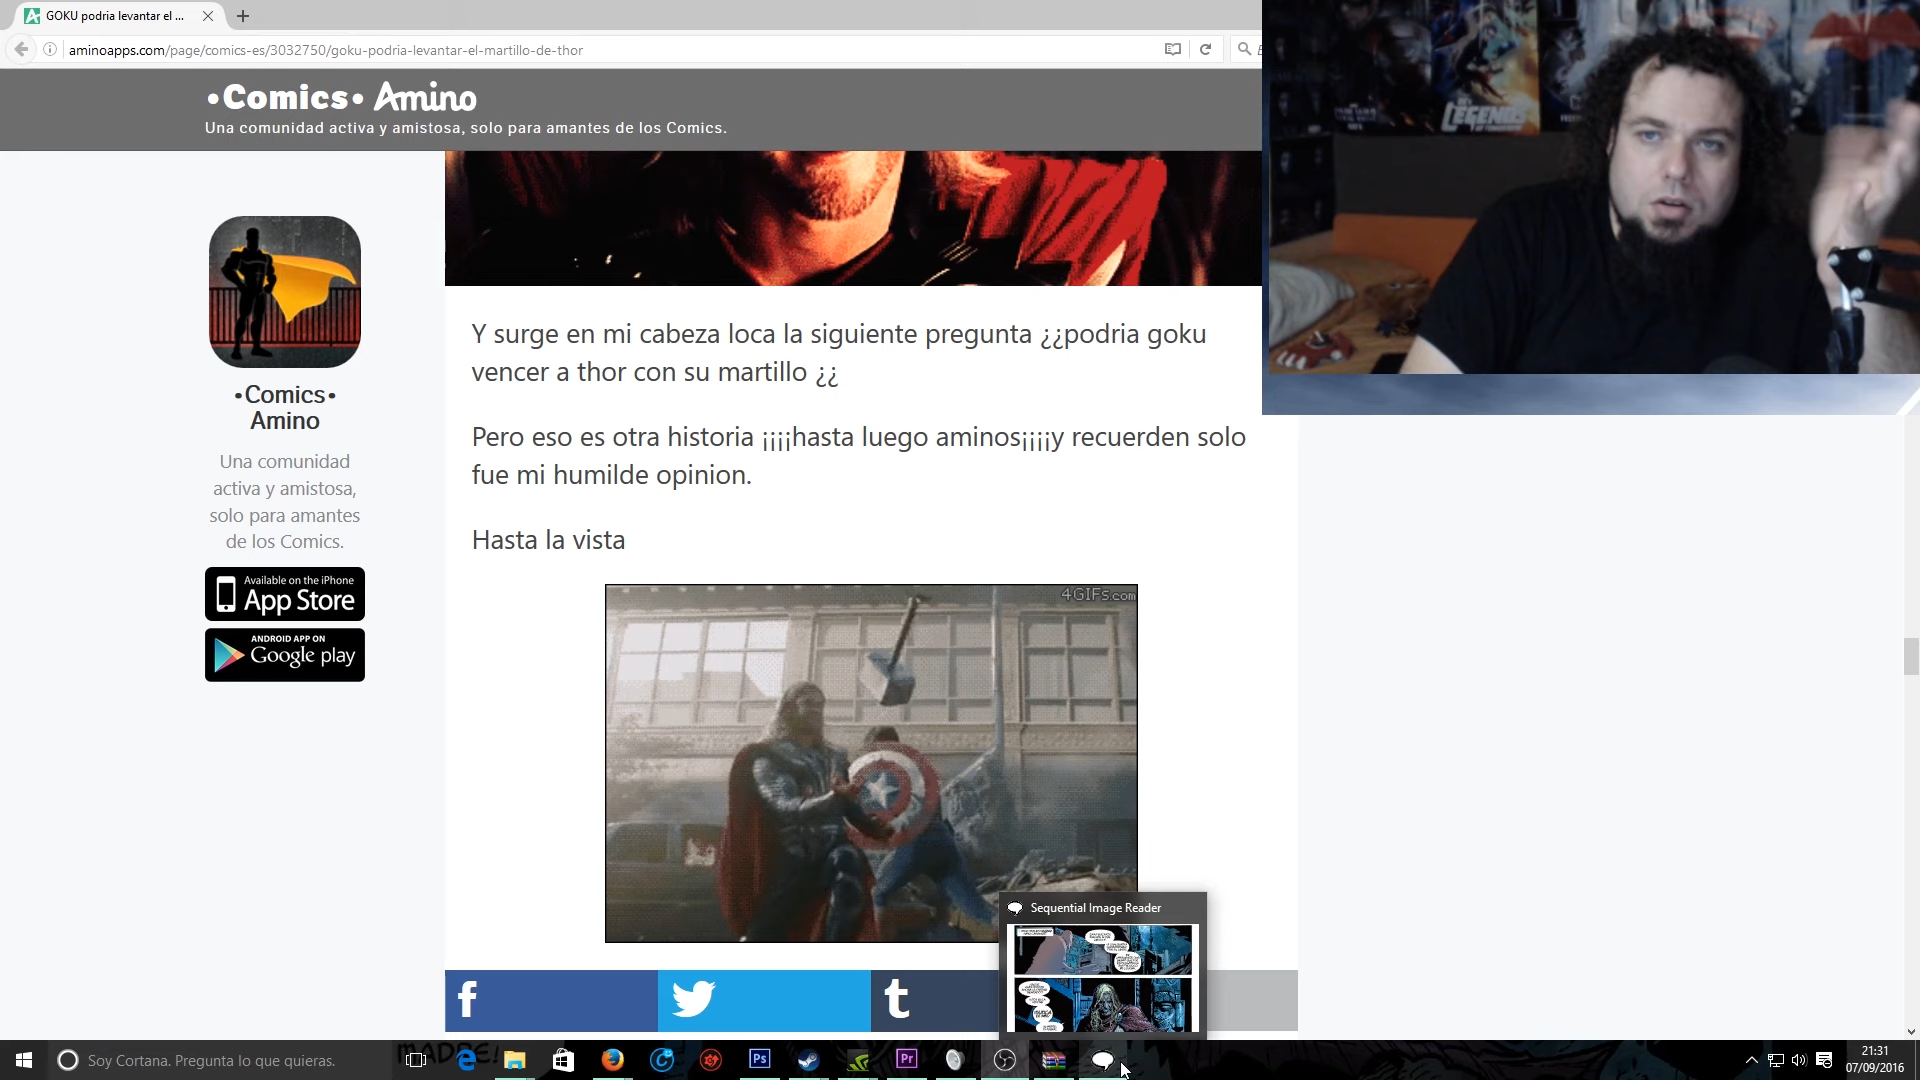 GOKU podria levantar el ...
aminoapps.com/page/comics-es/3032750/goku-podria-levantar-el-martillo-de-thor
•Comics• Amino
Una comunidad activa y amistosa, solo para amantes de los Comics.
LEGENDS
•Comics•
Amino
Una comunidad
activa y amistosa,
solo para amantes
de los Comics.
Available on the iPhone
App Store
ANDROID APP ON
Google play
Y surge en mi cabeza loca la siguiente pregunta ¿¿podria goku
vencer a thor con su martillo ¿¿
Pero eso es otra historia ¡¡¡¡hasta luego aminos¡¡¡¡y recuerden solo
fue mi humilde opinion.
Hasta la vista
4GIFs.com
Sequential Image Reader
f
t
Soy Cortana. Pregunta lo que quieras.
MADRE!
Ps
Pr
21:31
07/09/2016